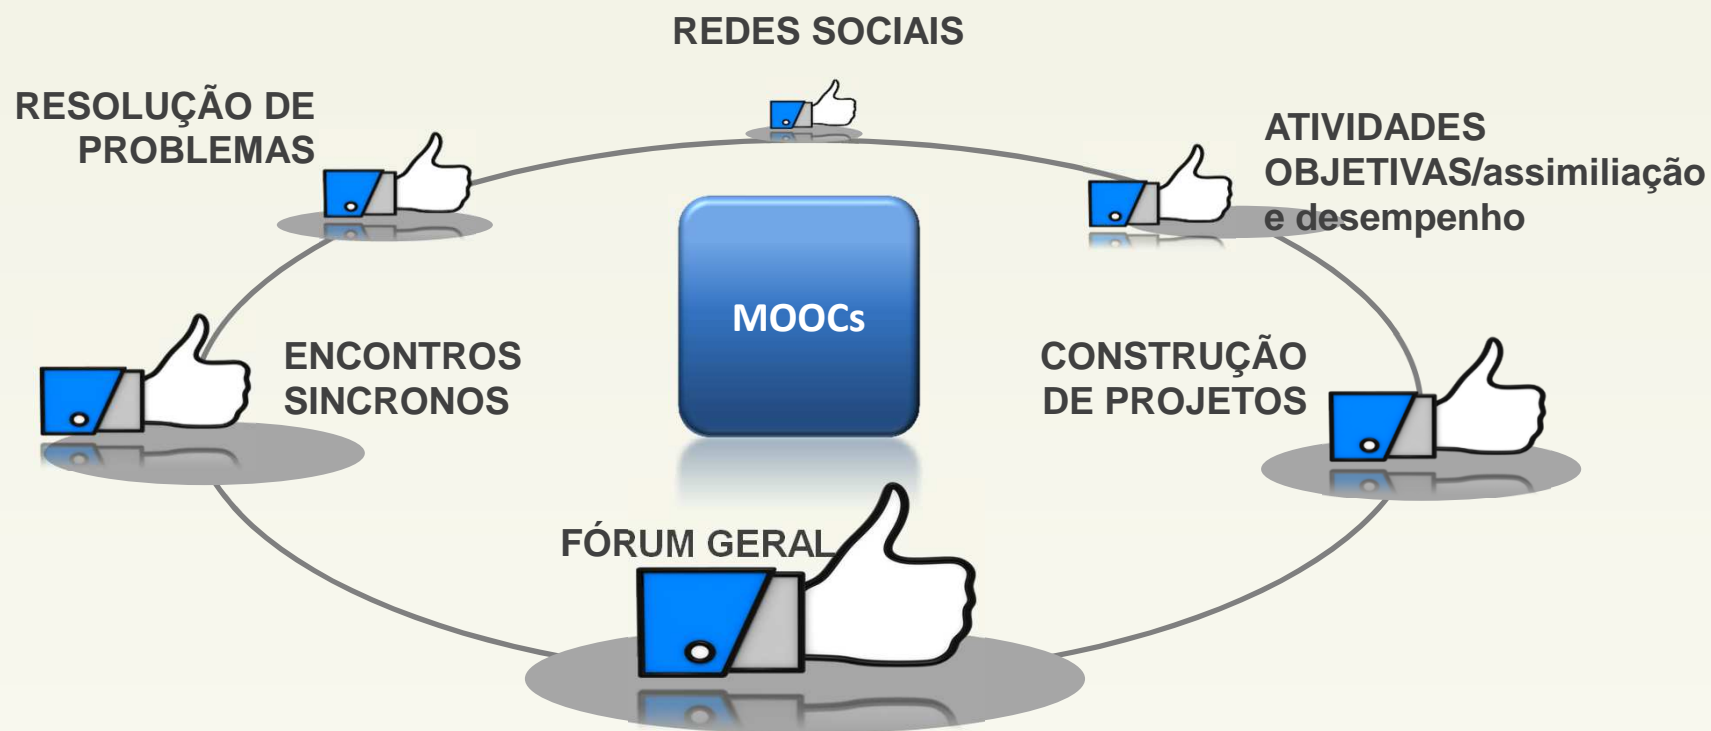 REDES SOCIAIS
RESOLUÇÃO DE
PROBLEMAS
ATIVIDADES
OBJETIVAS/assimiliação
e desempenho
MOOCs
ENCONTROS
SINCRONOS
CONSTRUÇÃO
DE PROJETOS
FÓRUM GERAL